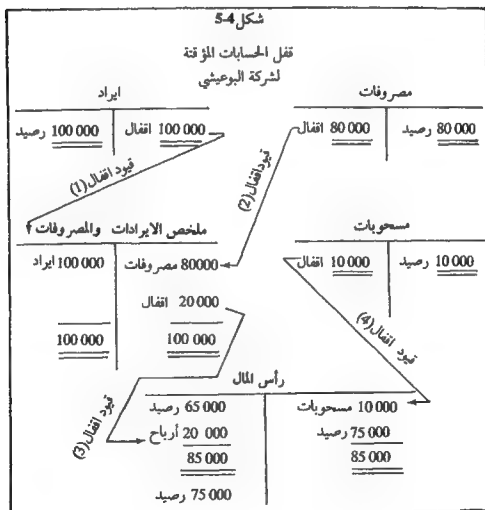 شكل 4-5
قفل الحسابات المؤقتة
لشركة البوعيشي
مصروفات
80 000 رصيد
80 000 اقفال
ايراد
100 000 اقفال
100 000 رصيد
قيود اقفال (1)
قيود اقفال (2)
ملخص الايرادات والمصروفات
80000 مصروفات
100 000 ايراد
20 000 اقفال
100 000
100 000
مسحوبات
10 000 رصيد
10 000 اقفال
قيود اقفال (4)
قيود اقفال (3)
رأس المال
10 000 مسحوبات
65 000 رصيد
75 000 رصيد
20 000 أرباح
85 000
85 000
75 000 رصيد